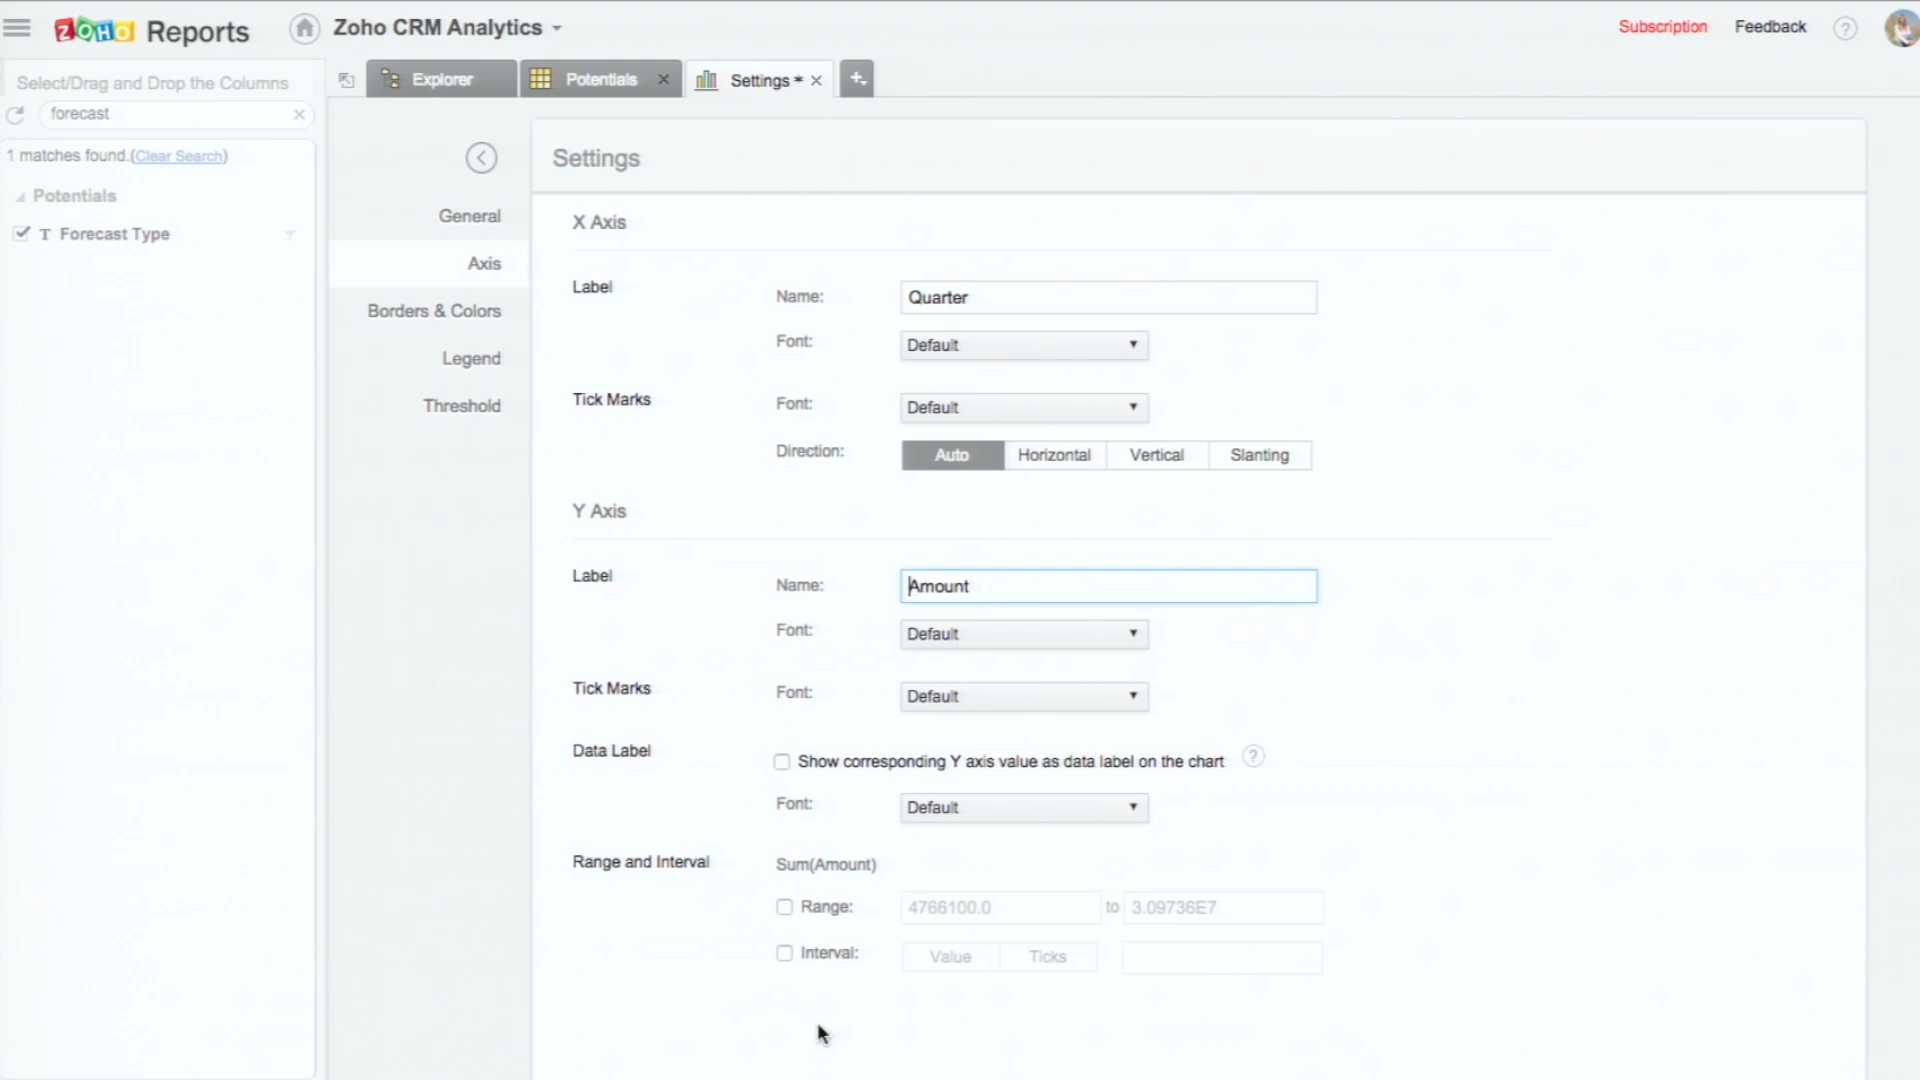 ZOHO Reports
Zoho CRM Analytics
Subscription
Feedback
?
Select/Drag and Drop the Columns
forecast
1 matches found.(Clear Search)
Potentials
T Forecast Type
Explorer
Potentials
Settings *
General
Axis
Borders & Colors
Legend
Threshold
Settings
X Axis
Label
Name:
Quarter
Font:
Default
Tick Marks
Font:
Default
Direction:
Auto
Horizontal
Vertical
Slanting
Y Axis
Label
Name:
Amount
Font:
Default
Tick Marks
Font:
Default
Data Label
Show corresponding Y axis value as data label on the chart
?
Font:
Default
Range and Interval
Sum(Amount)
Range:
4766100.0
to
3.09736E7
Interval:
Value
Ticks